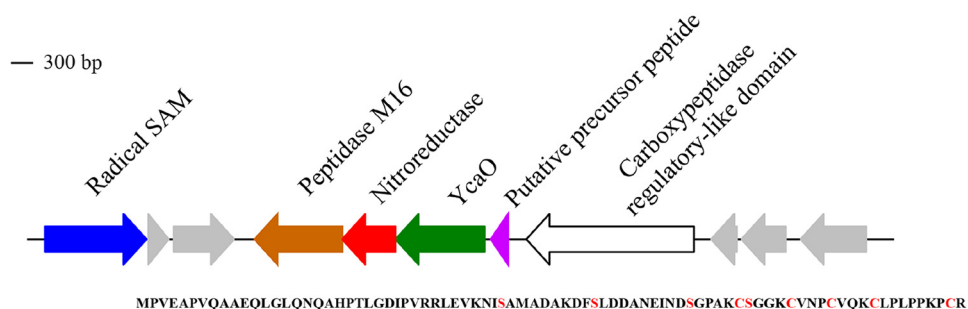 300 bp
Radical SAM
Peptidase M16
Nitroreductase
YcaO
Putative precursor peptide
Carboxypeptidase
regulatory-like domain
MPVEAPVQAAEQLGLQNQAHPTLGDIPVRRLEVKNISAMADAKDFSLDDANEINDSGPAKCSGGKCVNPCVQKCLPLPPKPCR